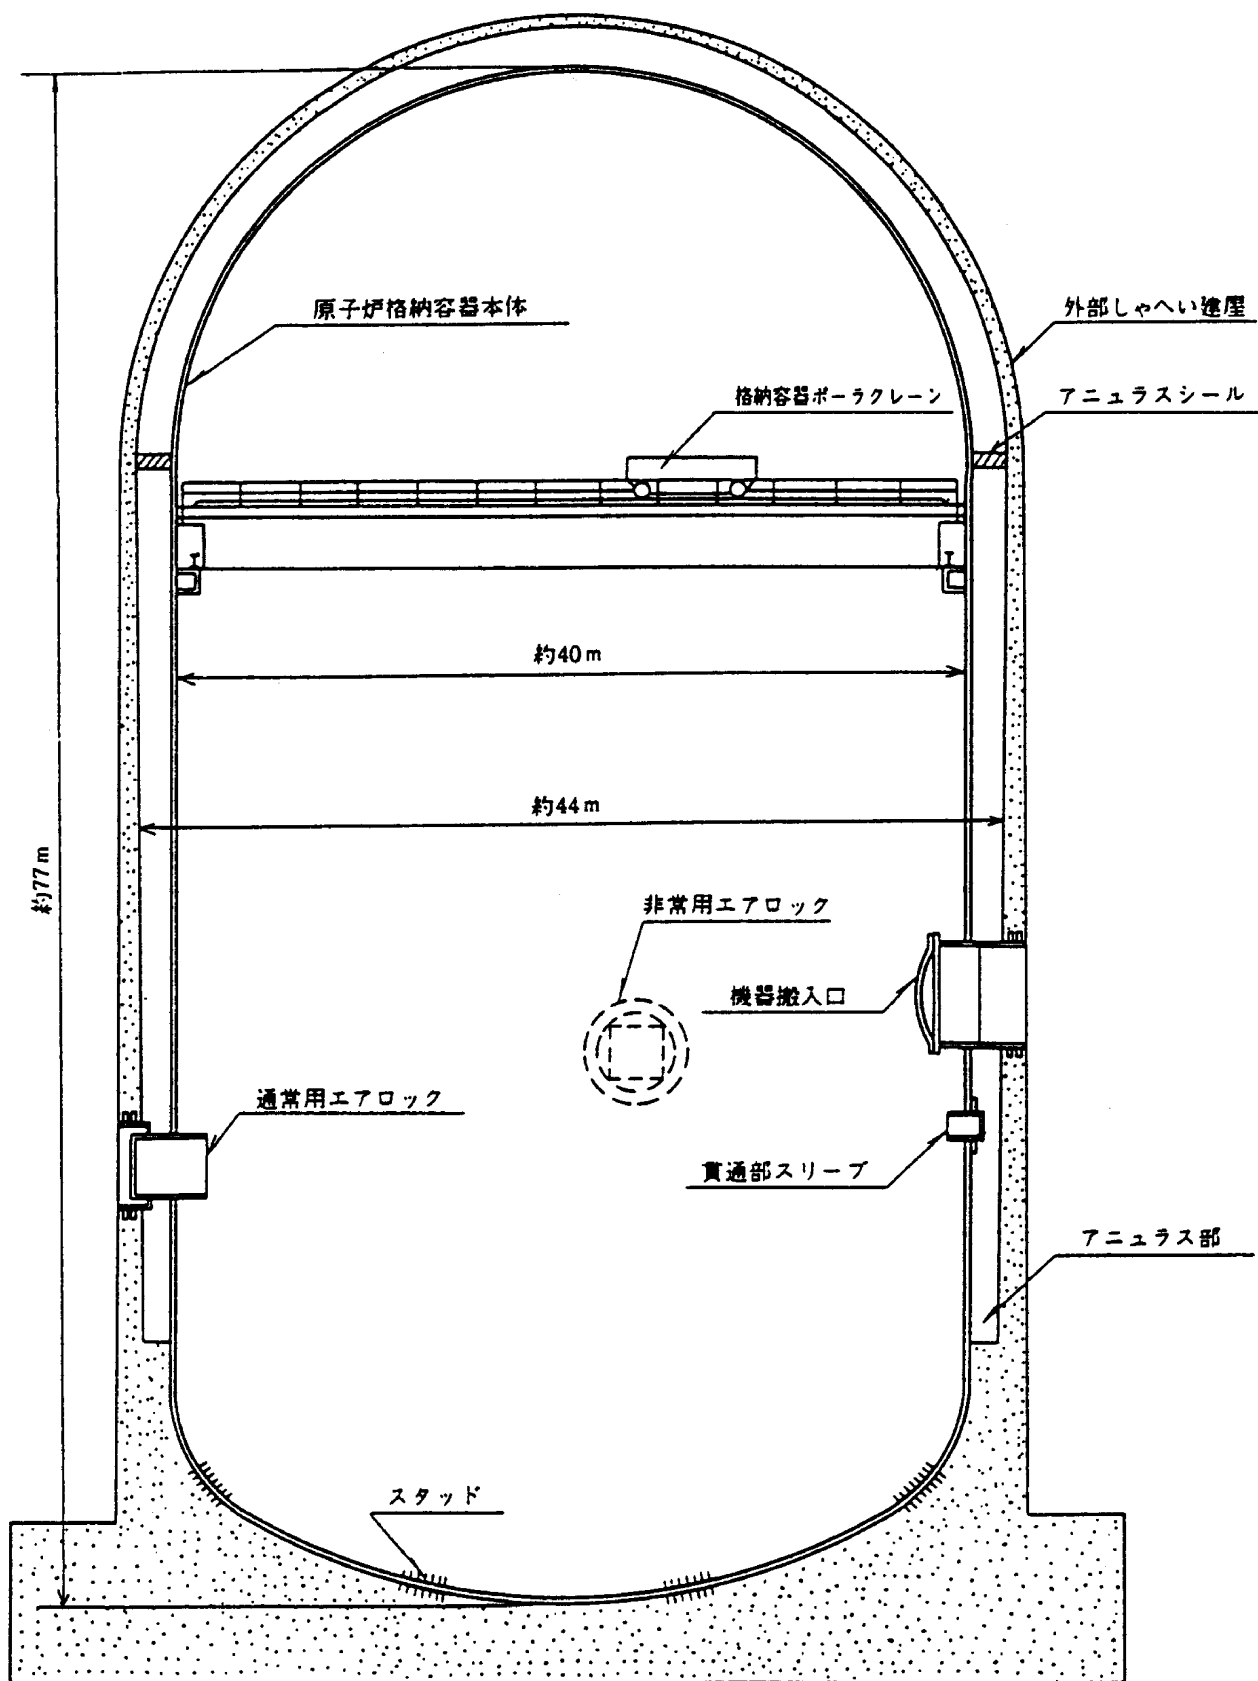 原子炉格納容器本体
外部しゃへい建屋
格納容器ポーラクレーン
アニュラスシール
約40m
約44m
約77m
非常用エアロック
機器搬入口
通常用エアロック
貫通部スリーブ
アニュラス部
スタッド